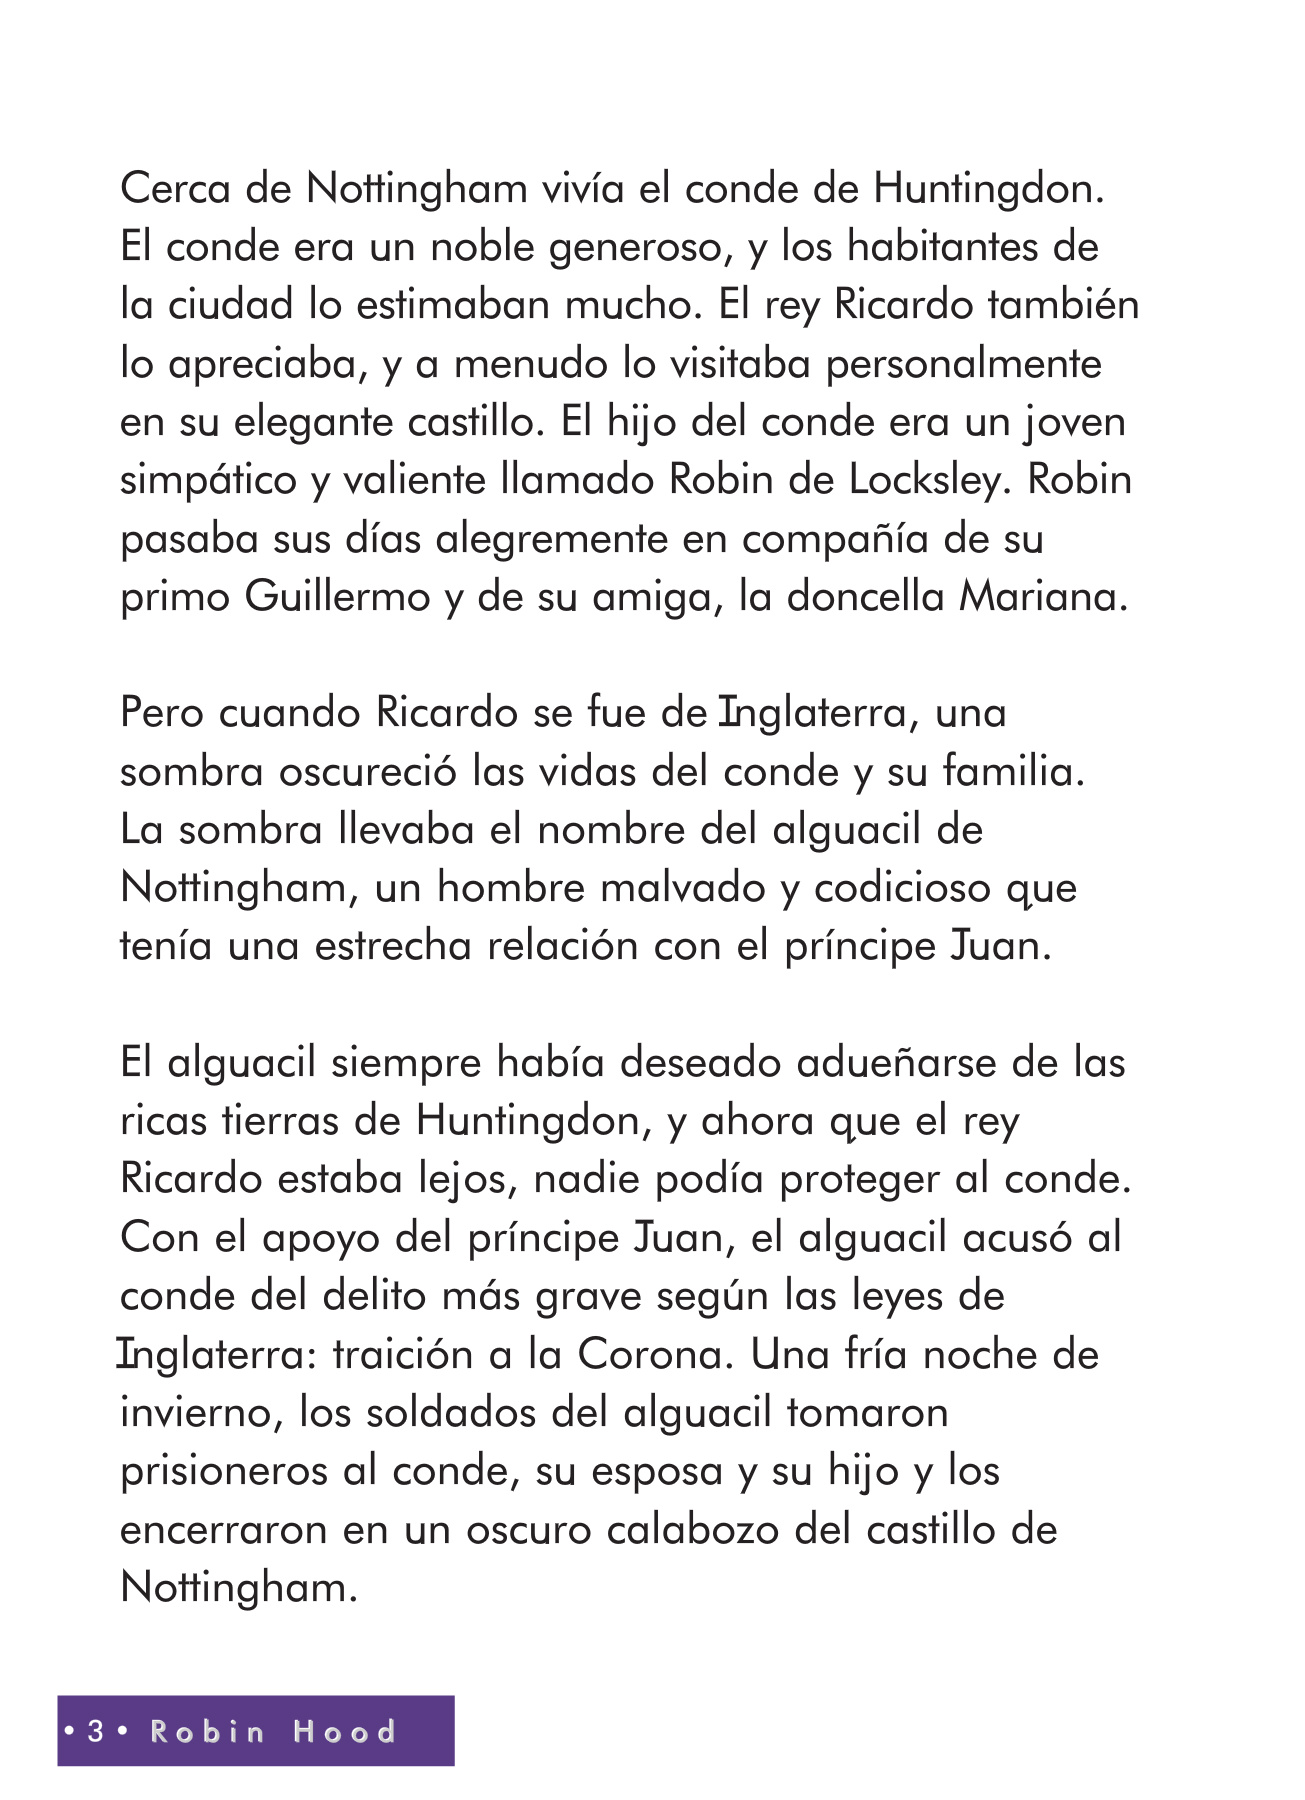 Cerca de Nottingham vivía el conde de Huntingdon.
El conde era un noble generoso, y los habitantes de
la ciudad lo estimaban mucho. El rey Ricardo también
lo apreciaba, y a menudo lo visitaba personalmente
en su elegante castillo. El hijo del conde era un joven
simpático y valiente llamado Robin de Locksley. Robin
pasaba sus días alegremente en compañía de su
primo Guillermo y de su amiga, la doncella Mariana.

Pero cuando Ricardo se fue de Inglaterra, una
sombra oscureció las vidas del conde y su familia.
La sombra llevaba el nombre del alguacil de
Nottingham, un hombre malvado y codicioso que
tenía una estrecha relación con el príncipe Juan.

El alguacil siempre había deseado adueñarse de las
ricas tierras de Huntingdon, y ahora que el rey
Ricardo estaba lejos, nadie podía proteger al conde.
Con el apoyo del príncipe Juan, el alguacil acusó al
conde del delito más grave según las leyes de
Inglaterra: traición a la Corona. Una fría noche de
invierno, los soldados del alguacil tomaron
prisioneros al conde, su esposa y su hijo y los
encerraron en un oscuro calabozo del castillo de
Nottingham.

• 3 • Robin Hood